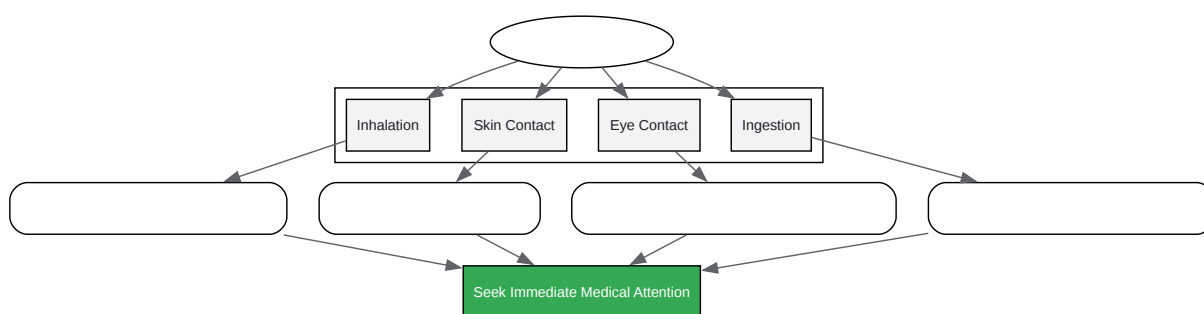 Inhalation
Skin Contact
Eye Contact
Ingestion
Seek Immediate Medical Attention